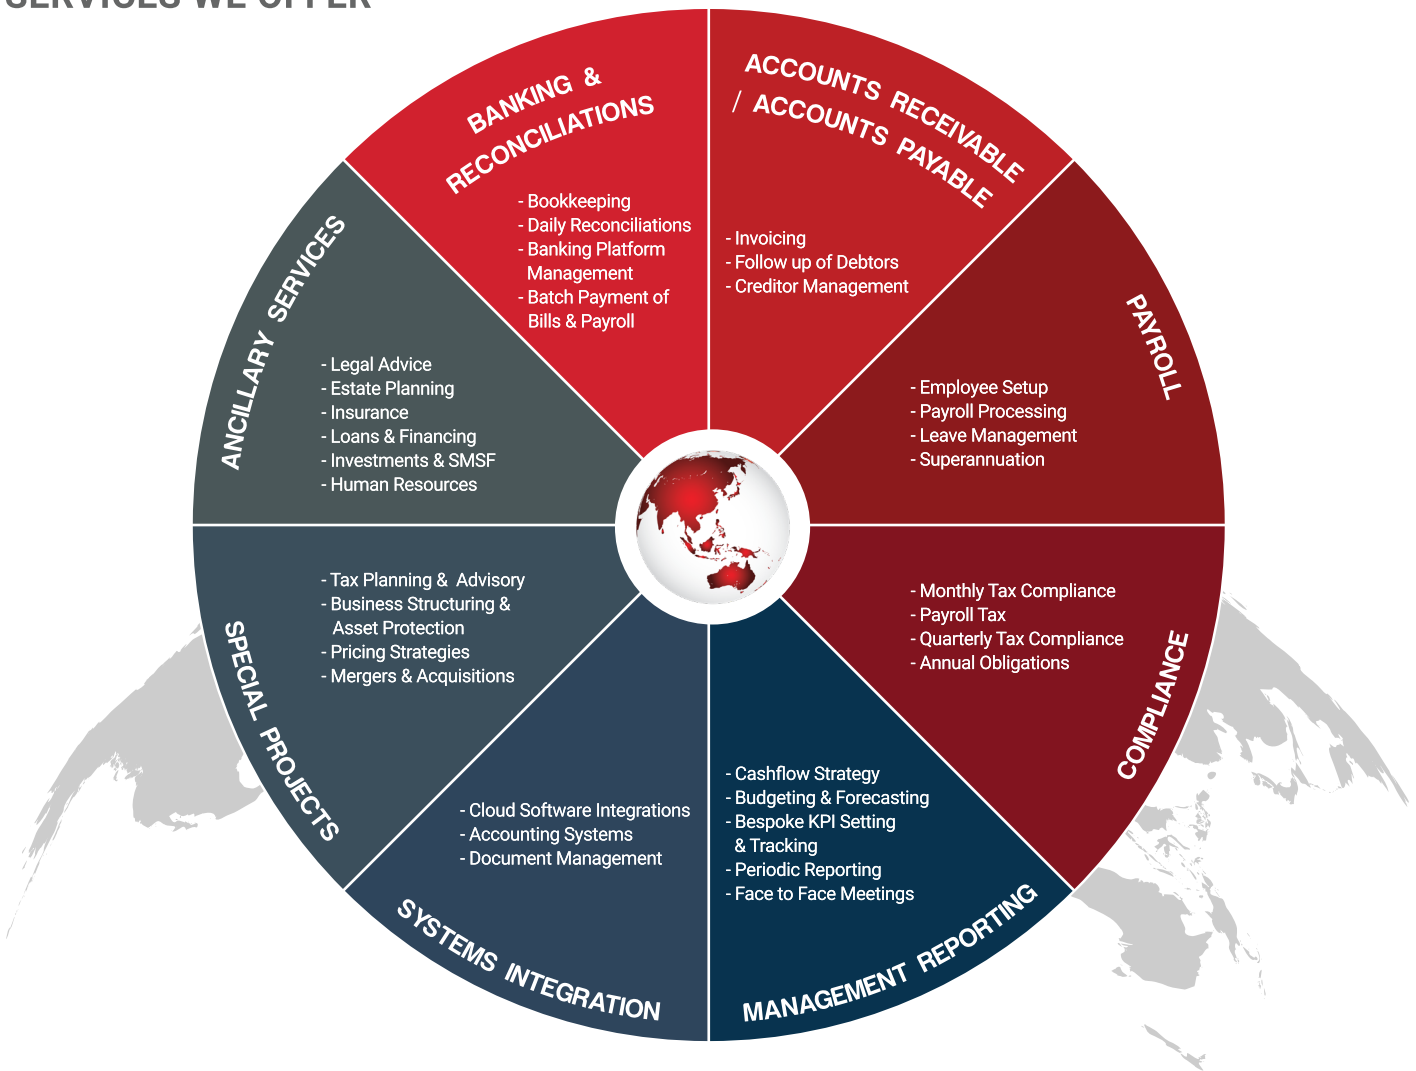 SERVICES WE OFFER
BANKING &
RECONCILIATIONS
- Bookkeeping
- Daily Reconciliations
- Banking Platform
Management
- Batch Payment of
Bills & Payroll
ACCOUNTS RECEIVABLE
/ ACCOUNTS PAYABLE
- Invoicing
- Follow up of Debtors
- Creditor Management
PAYROLL
- Employee Setup
- Payroll Processing
- Leave Management
- Superannuation
COMPLIANCE
- Monthly Tax Compliance
- Payroll Tax
- Quarterly Tax Compliance
- Annual Obligations
MANAGEMENT REPORTING
- Cashflow Strategy
- Budgeting & Forecasting
- Bespoke KPI Setting
& Tracking
- Periodic Reporting
- Face to Face Meetings
SYSTEMS INTEGRATION
- Cloud Software Integrations
- Accounting Systems
- Document Management
SPECIAL PROJECTS
- Tax Planning & Advisory
- Business Structuring &
Asset Protection
- Pricing Strategies
- Mergers & Acquisitions
ANCILLARY SERVICES
- Legal Advice
- Estate Planning
- Insurance
- Loans & Financing
- Investments & SMSF
- Human Resources